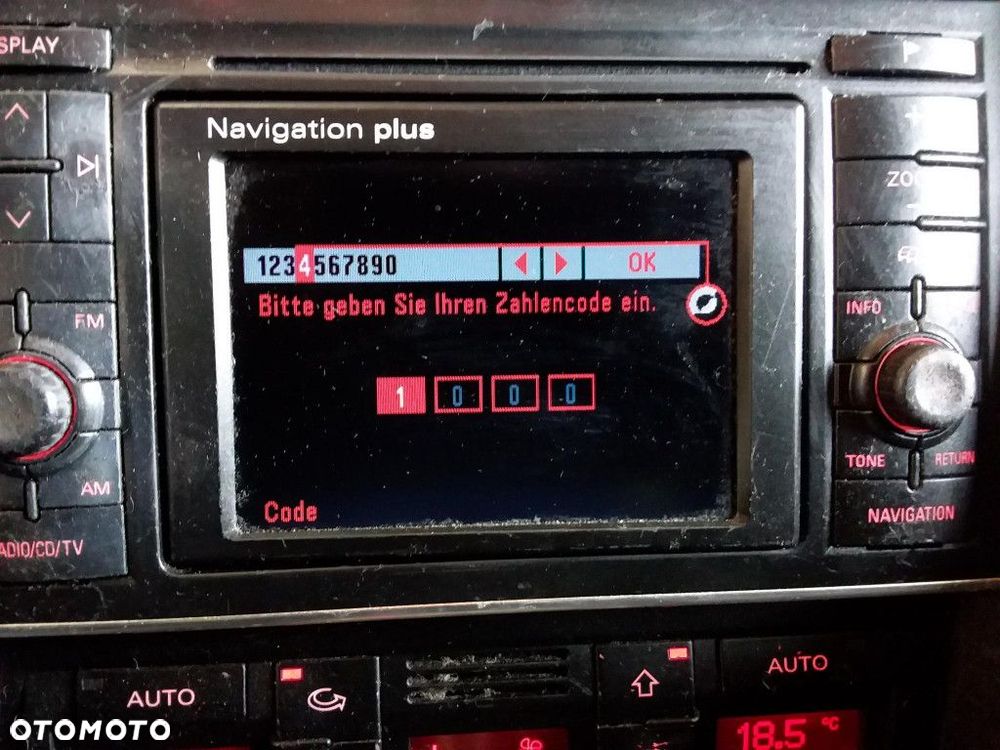 SPLAY
Navigation plus
1234567890
OK
Bitte geben Sie Ihren Zahlencode ein.
1 0 0 0
Code
FM
AM
ADIO/CD/TV
ZOO
INFO
TONE
RETURN
NAVIGATION
AUTO
AUTO
18.5 °C
OTOMOTO